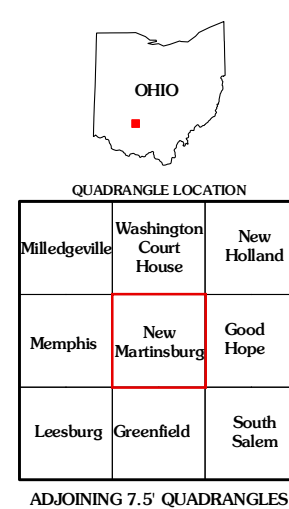 OHIO
QUADRANGLE LOCATION
Milledgeville
Washington
Court
House
New
Holland
Memphis
New
Martinsburg
Good
Hope
Leesburg
Greenfield
South
Salem
ADJOINING 7.5' QUADRANGLES